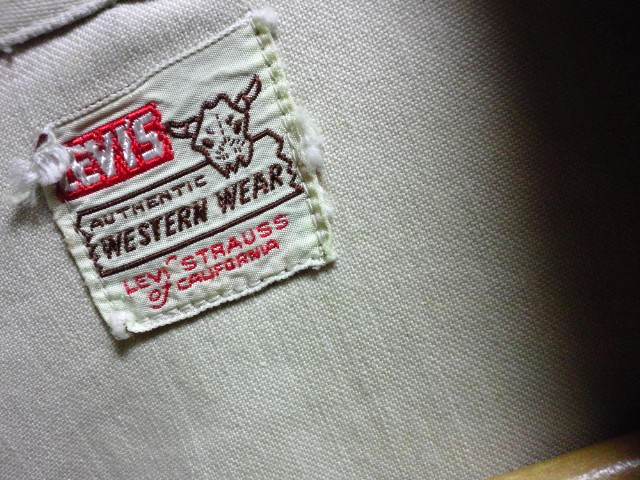 LEVI'S
AUTHENTIC
WESTERN WEAR
LEVI STRAUSS
of CALIFORNIA